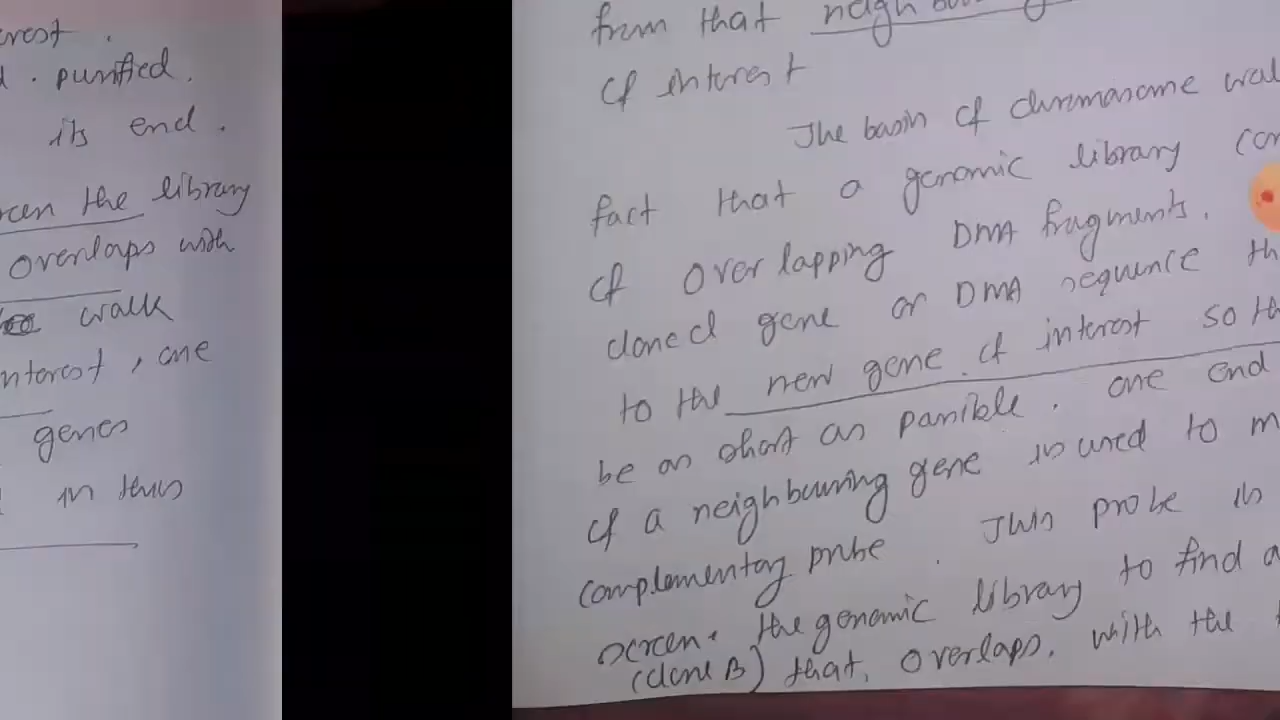 erest.
d. purified.
its end.
reen the library
overlaps with
walk
nterest, one
genes
in this
from that neighbouring
of interest
The basis of chromosome wal
fact that a genomic library con
of overlapping DNA fragments.
cloned gene or DNA sequence th
to the new gene of interest so th
be as short as possible. one end
of a neighbouring gene is used to m
complementary probe. This probe is
screen. the genomic library to find a
(clone B) that, overlaps, with the